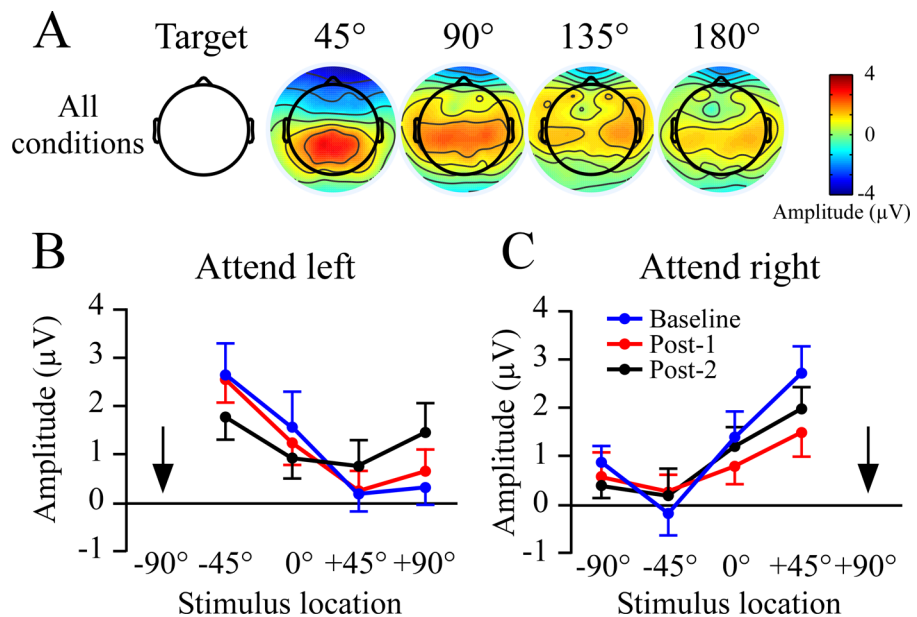 A
Target 45° 90° 135° 180°
All
conditions
4
0
-4
Amplitude (µV)
B
Attend left
Amplitude (µV)
4
3
2
1
0
-1
-90° -45° 0° +45° +90°
Stimulus location
C
Attend right
Baseline
Post-1
Post-2
Amplitude (µV)
4
3
2
1
0
-1
-90° -45° 0° +45° +90°
Stimulus location